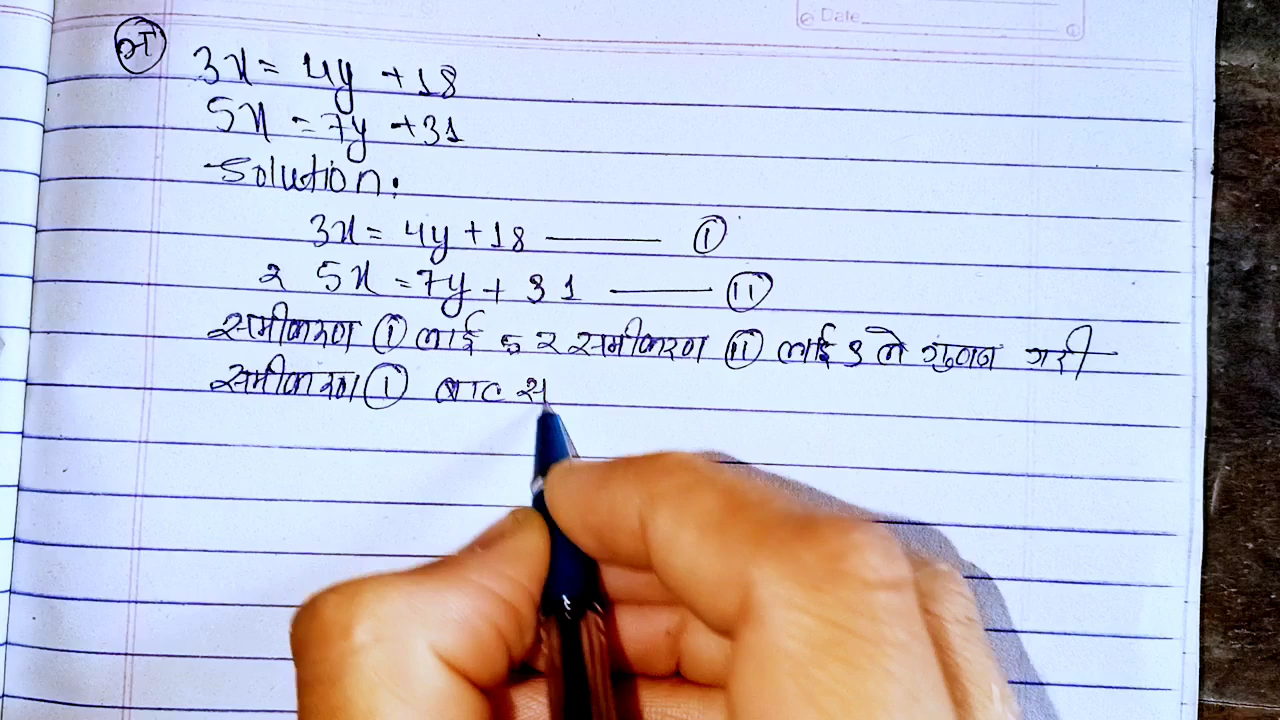 Date
3x = 4y + 18
5x = 7y + 31
Solution:
3x = 4y + 18 —— (i)
र 5x = 7y + 31 —— (ii)
समीकरण (i) लाई 5 र समीकरण (ii) लाई 3 ले गुणन गरी
समीकरण (i) बाट स